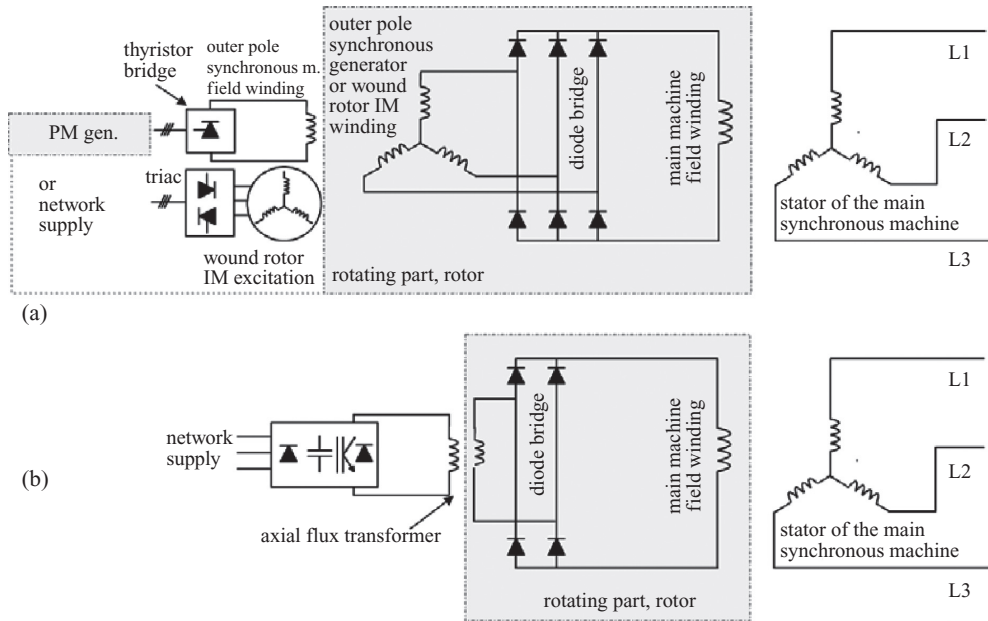 thyristor
bridge
outer pole
synchronous m.
field winding
PM gen.
or
network
supply
triac
wound rotor
IM excitation
outer pole
synchronous
generator
or wound
rotor IM
winding
diode bridge
main machine
field winding
rotating part, rotor
L1
L2
stator of the main
synchronous machine
L3
(a)
network
supply
axial flux transformer
diode bridge
main machine
field winding
rotating part, rotor
L1
L2
stator of the main
synchronous machine
L3
(b)